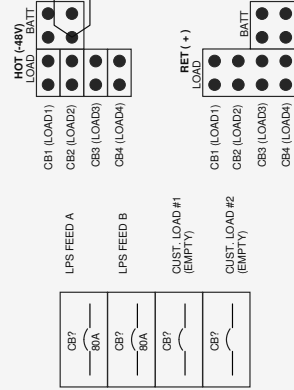 HOT (-48V)
LOAD
BATT
CB1 (LOAD1)
CB2 (LOAD2)
CB3 (LOAD3)
CB4 (LOAD4)
RET ( + )
LOAD
BATT
CB1 (LOAD1)
CB2 (LOAD2)
CB3 (LOAD3)
CB4 (LOAD4)
LPS FEED A
LPS FEED B
CUST. LOAD #1
(EMPTY)
CUST. LOAD #2
(EMPTY)
CB?
80A
CB?
80A
CB?
CB?